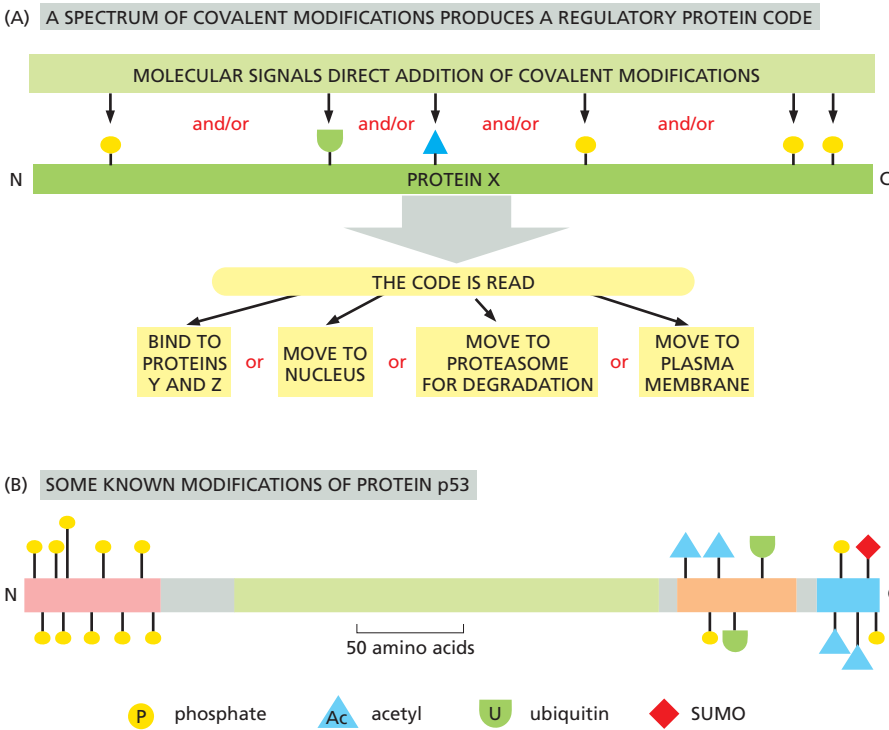 (A) A SPECTRUM OF COVALENT MODIFICATIONS PRODUCES A REGULATORY PROTEIN CODE
MOLECULAR SIGNALS DIRECT ADDITION OF COVALENT MODIFICATIONS
and/or and/or and/or and/or
N PROTEIN X C
THE CODE IS READ
BIND TO
PROTEINS
Y AND Z
or
MOVE TO
NUCLEUS
or
MOVE TO
PROTEASOME
FOR DEGRADATION
or
MOVE TO
PLASMA
MEMBRANE
(B) SOME KNOWN MODIFICATIONS OF PROTEIN p53
N
50 amino acids
P phosphate Ac acetyl U ubiquitin SUMO